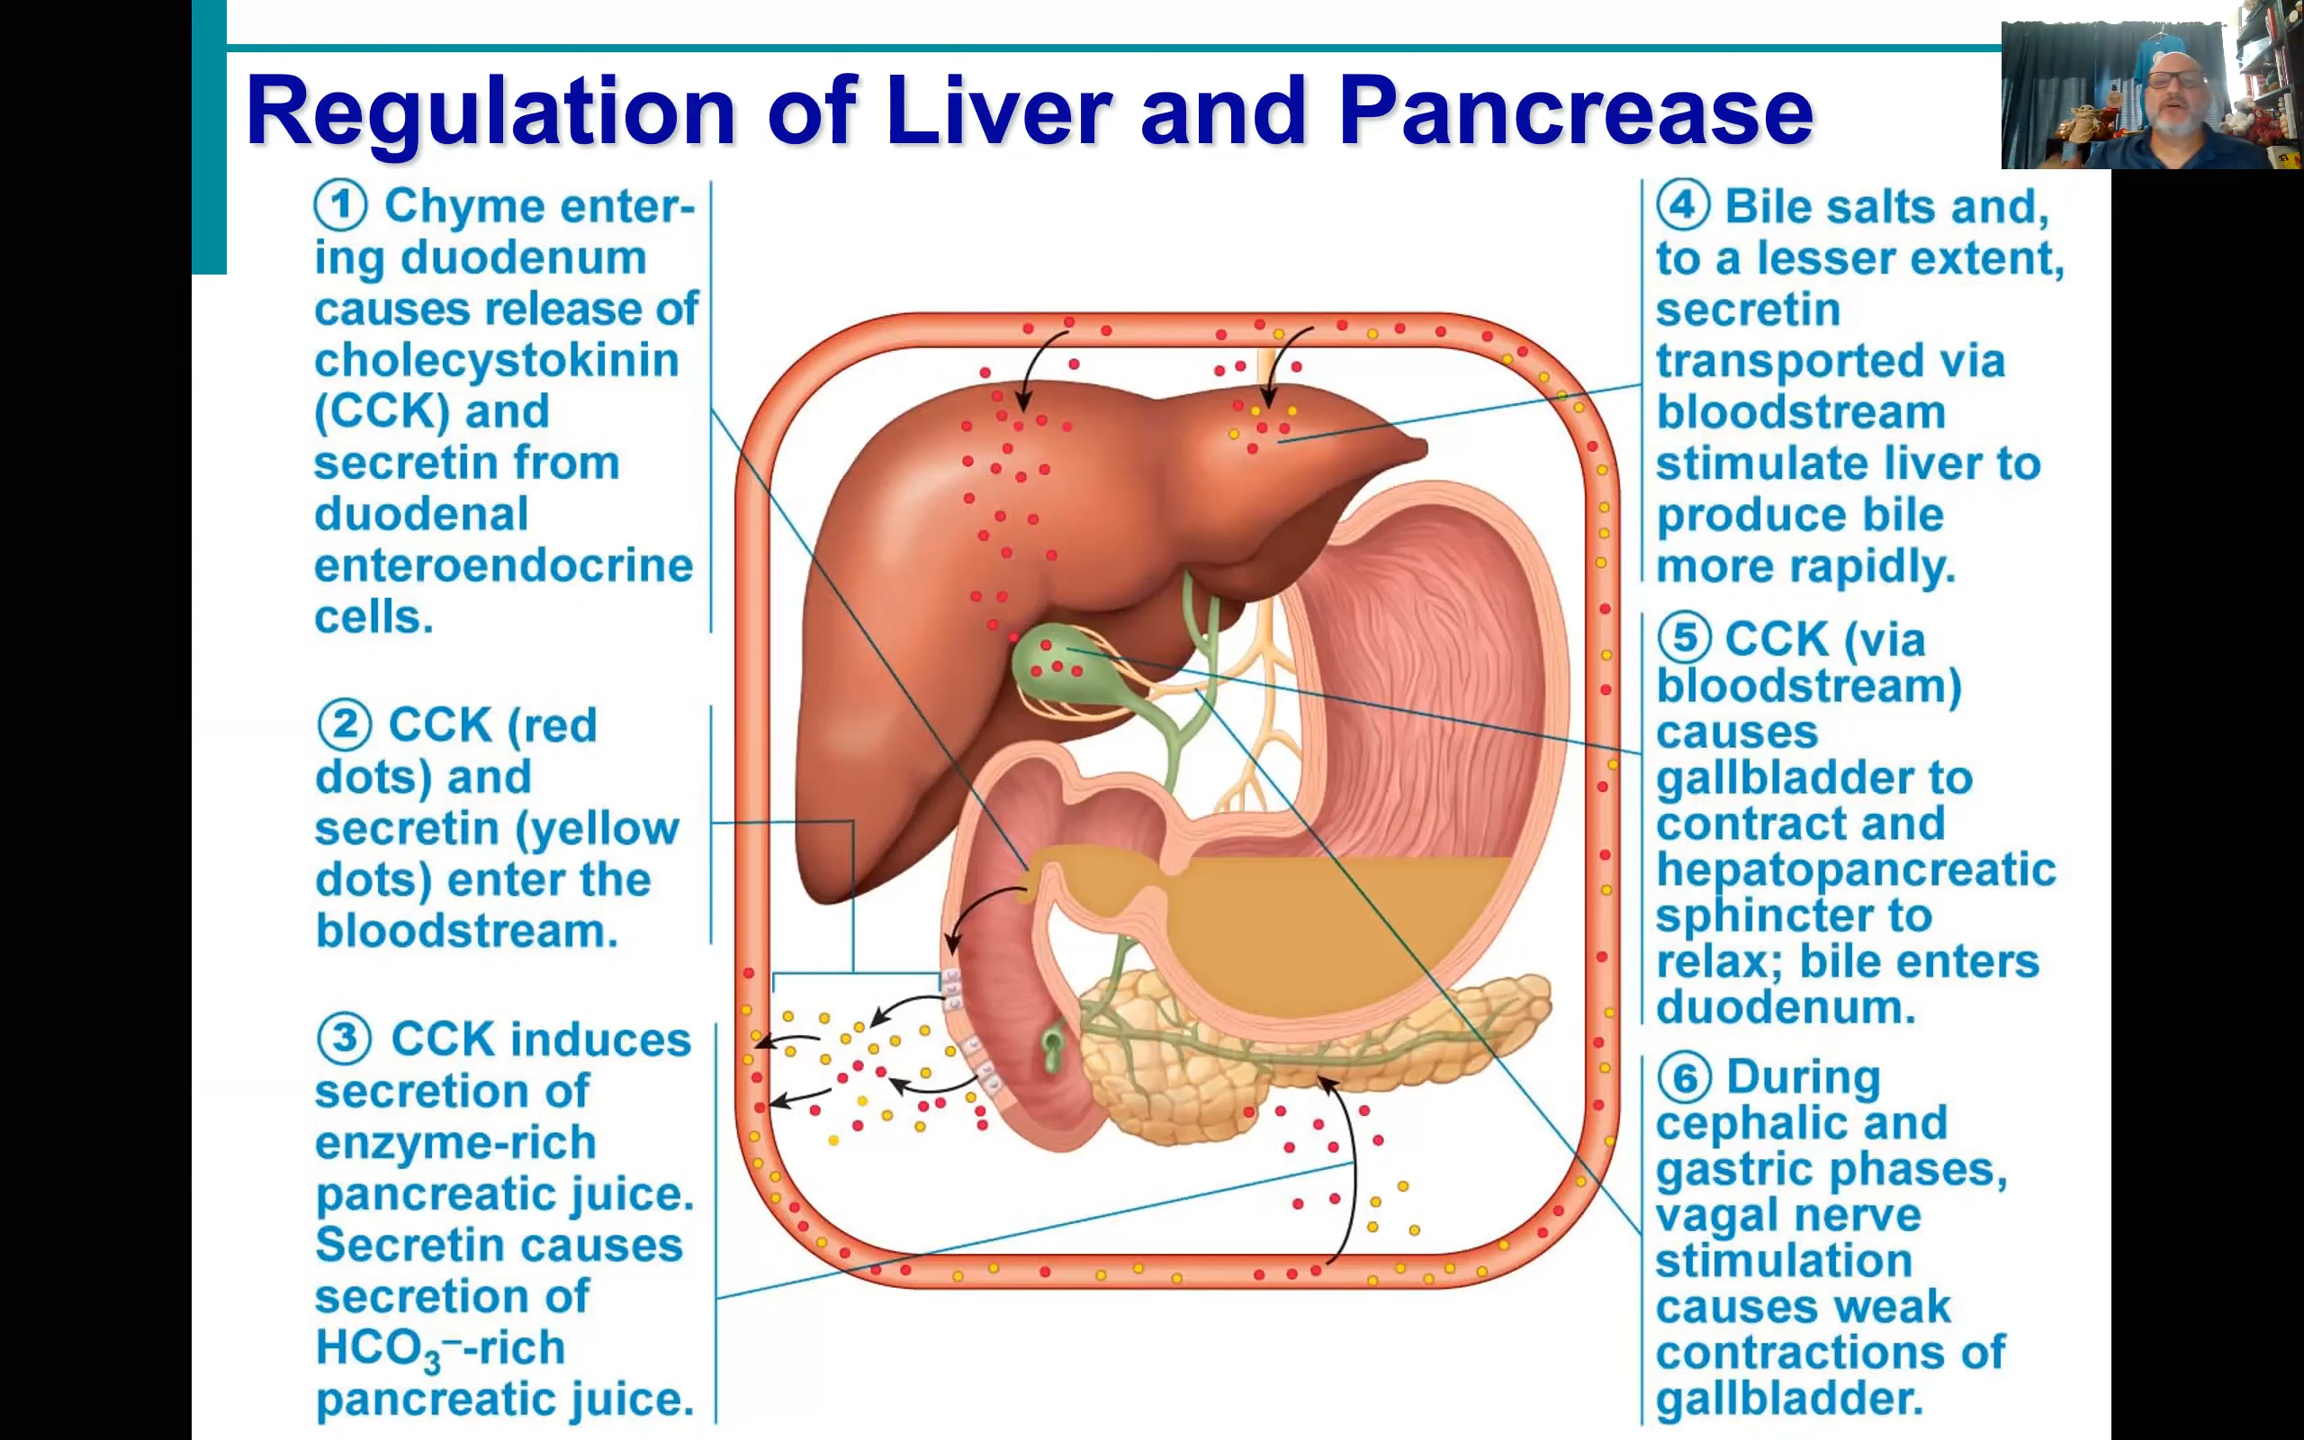 Regulation of Liver and Pancrease
① Chyme enter-
ing duodenum
causes release of
cholecystokinin
(CCK) and
secretin from
duodenal
enteroendocrine
cells.
② CCK (red
dots) and
secretin (yellow
dots) enter the
bloodstream.
③ CCK induces
secretion of
enzyme-rich
pancreatic juice.
Secretin causes
secretion of
HCO₃⁻-rich
pancreatic juice.
④ Bile salts and,
to a lesser extent,
secretin
transported via
bloodstream
stimulate liver to
produce bile
more rapidly.
⑤ CCK (via
bloodstream)
causes
gallbladder to
contract and
hepatopancreatic
sphincter to
relax; bile enters
duodenum.
⑥ During
cephalic and
gastric phases,
vagal nerve
stimulation
causes weak
contractions of
gallbladder.